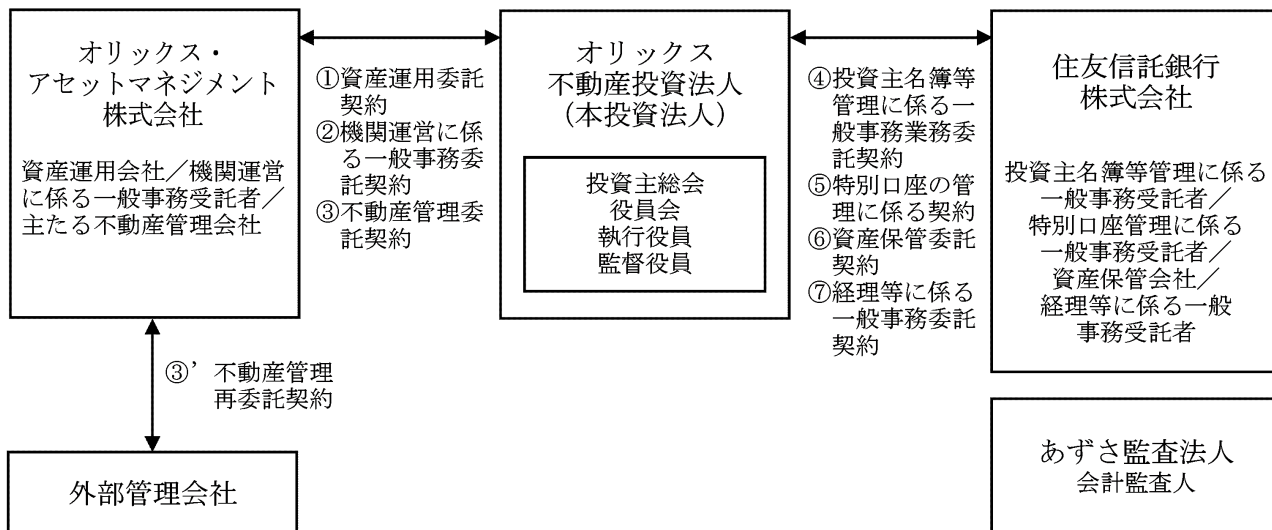 オリックス・
アセットマネジメント
株式会社
資産運用会社／機関運営
に係る一般事務受託者／
主たる不動産管理会社
①資産運用委託
契約
②機関運営に係
る一般事務委
託契約
③不動産管理委
託契約
オリックス
不動産投資法人
（本投資法人）
投資主総会
役員会
執行役員
監督役員
④投資主名簿等
管理に係る一
般事務業務委
託契約
⑤特別口座の管
理に係る契約
⑥資産保管委託
契約
⑦経理等に係る
一般事務委託
契約
住友信託銀行
株式会社
投資主名簿等管理に係る
一般事務受託者／
特別口座管理に係る
一般事務受託者／
資産保管会社／
経理等に係る一般
事務受託者
③’不動産管理
再委託契約
外部管理会社
あずさ監査法人
会計監査人